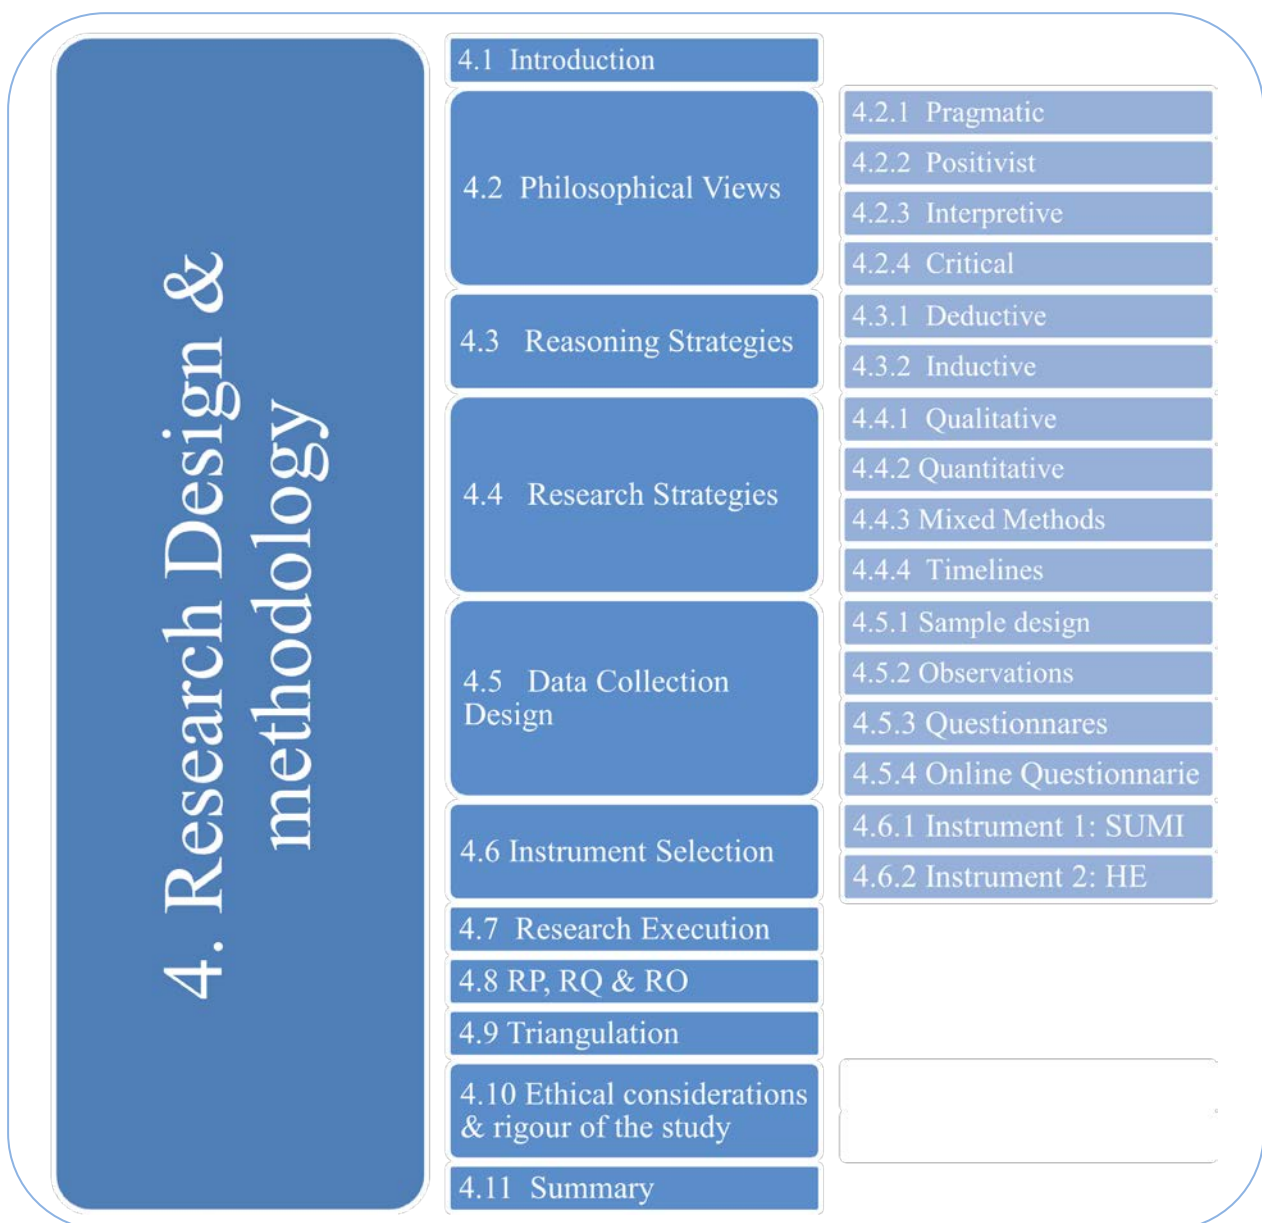 4. Research Design &
methodology
4.1 Introduction
4.2 Philosophical Views
4.2.1 Pragmatic
4.2.2 Positivist
4.2.3 Interpretive
4.2.4 Critical
4.3 Reasoning Strategies
4.3.1 Deductive
4.3.2 Inductive
4.4 Research Strategies
4.4.1 Qualitative
4.4.2 Quantitative
4.4.3 Mixed Methods
4.4.4 Timelines
4.5 Data Collection
Design
4.5.1 Sample design
4.5.2 Observations
4.5.3 Questionnares
4.5.4 Online Questionnarie
4.6 Instrument Selection
4.6.1 Instrument 1: SUMI
4.6.2 Instrument 2: HE
4.7 Research Execution
4.8 RP, RQ & RO
4.9 Triangulation
4.10 Ethical considerations
& rigour of the study
4.11 Summary